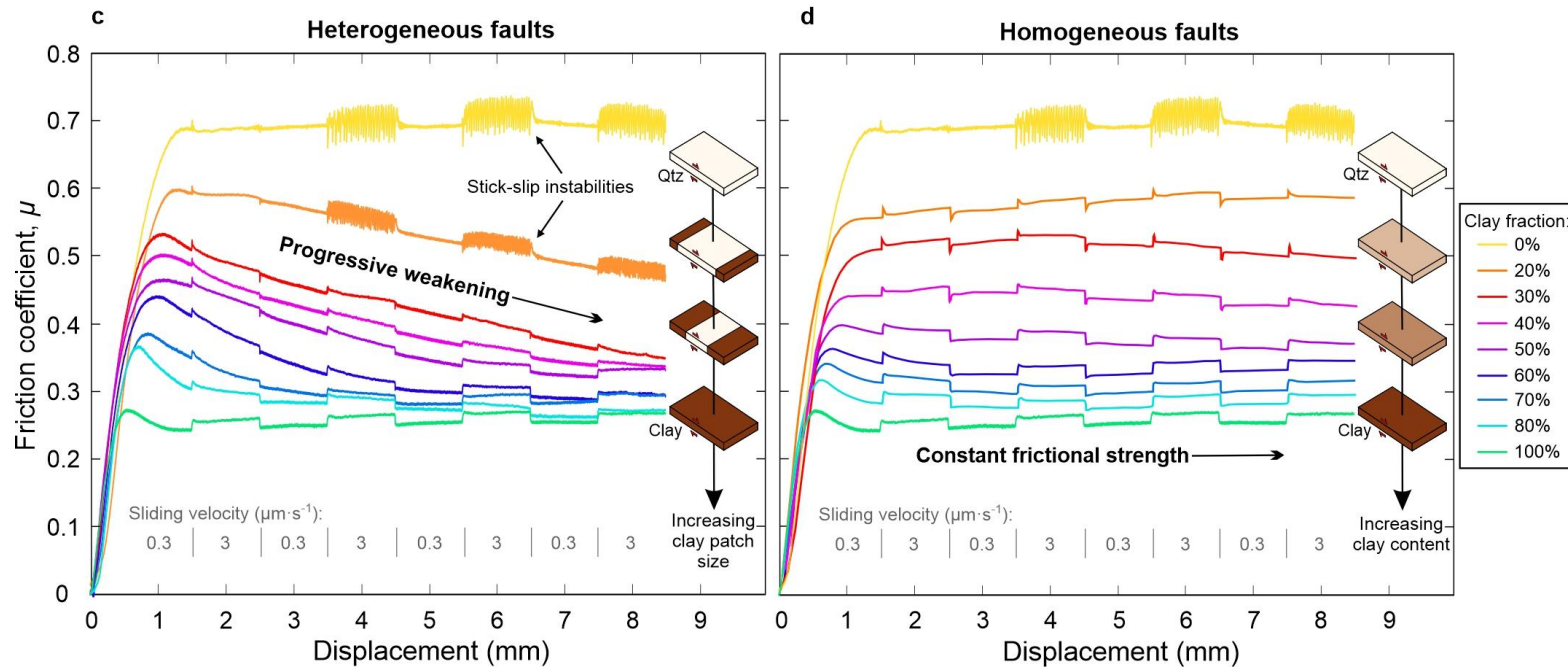 c
Heterogeneous faults
Friction coefficient, μ
0.8
0.7
0.6
0.5
0.4
0.3
0.2
0.1
0
Stick-slip instabilities
Progressive weakening
Qtz
Clay
Increasing
clay patch
size
Sliding velocity (µm·s⁻¹):
0.3 3 0.3 3 0.3 3 0.3 3
0 1 2 3 4 5 6 7 8 9
Displacement (mm)
d
Homogeneous faults
Qtz
Clay
Constant frictional strength
Increasing
clay content
Sliding velocity (µm·s⁻¹):
0.3 3 0.3 3 0.3 3 0.3 3
0 1 2 3 4 5 6 7 8 9
Displacement (mm)
Clay fraction:
0%
20%
30%
40%
50%
60%
70%
80%
100%